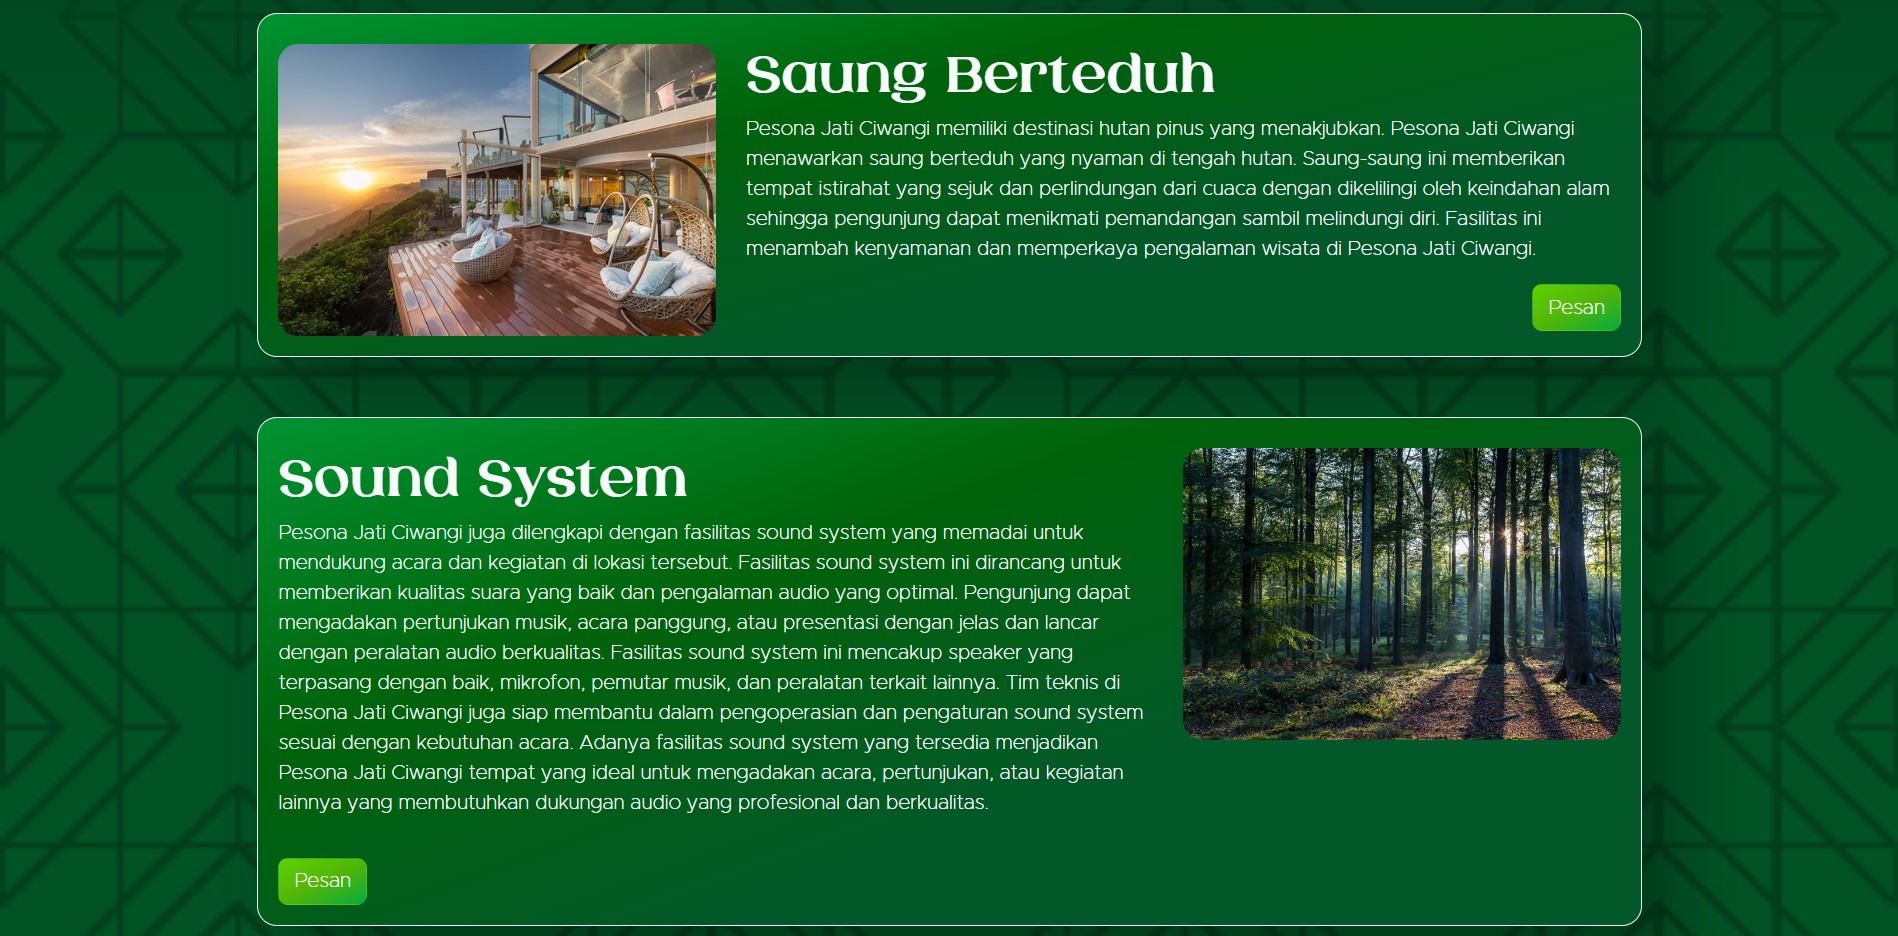 Saung Berteduh
Pesona Jati Ciwangi memiliki destinasi hutan pinus yang menakjubkan. Pesona Jati Ciwangi
menawarkan saung berteduh yang nyaman di tengah hutan. Saung-saung ini memberikan
tempat istirahat yang sejuk dan perlindungan dari cuaca dengan dikelilingi oleh keindahan alam
sehingga pengunjung dapat menikmati pemandangan sambil melindungi diri. Fasilitas ini
menambah kenyamanan dan memperkaya pengalaman wisata di Pesona Jati Ciwangi.
Pesan
Sound System
Pesona Jati Ciwangi juga dilengkapi dengan fasilitas sound system yang memadai untuk
mendukung acara dan kegiatan di lokasi tersebut. Fasilitas sound system ini dirancang untuk
memberikan kualitas suara yang baik dan pengalaman audio yang optimal. Pengunjung dapat
mengadakan pertunjukan musik, acara panggung, atau presentasi dengan jelas dan lancar
dengan peralatan audio berkualitas. Fasilitas sound system ini mencakup speaker yang
terpasang dengan baik, mikrofon, pemutar musik, dan peralatan terkait lainnya. Tim teknis di
Pesona Jati Ciwangi juga siap membantu dalam pengoperasian dan pengaturan sound system
sesuai dengan kebutuhan acara. Adanya fasilitas sound system yang tersedia menjadikan
Pesona Jati Ciwangi tempat yang ideal untuk mengadakan acara, pertunjukan, atau kegiatan
lainnya yang membutuhkan dukungan audio yang profesional dan berkualitas.
Pesan